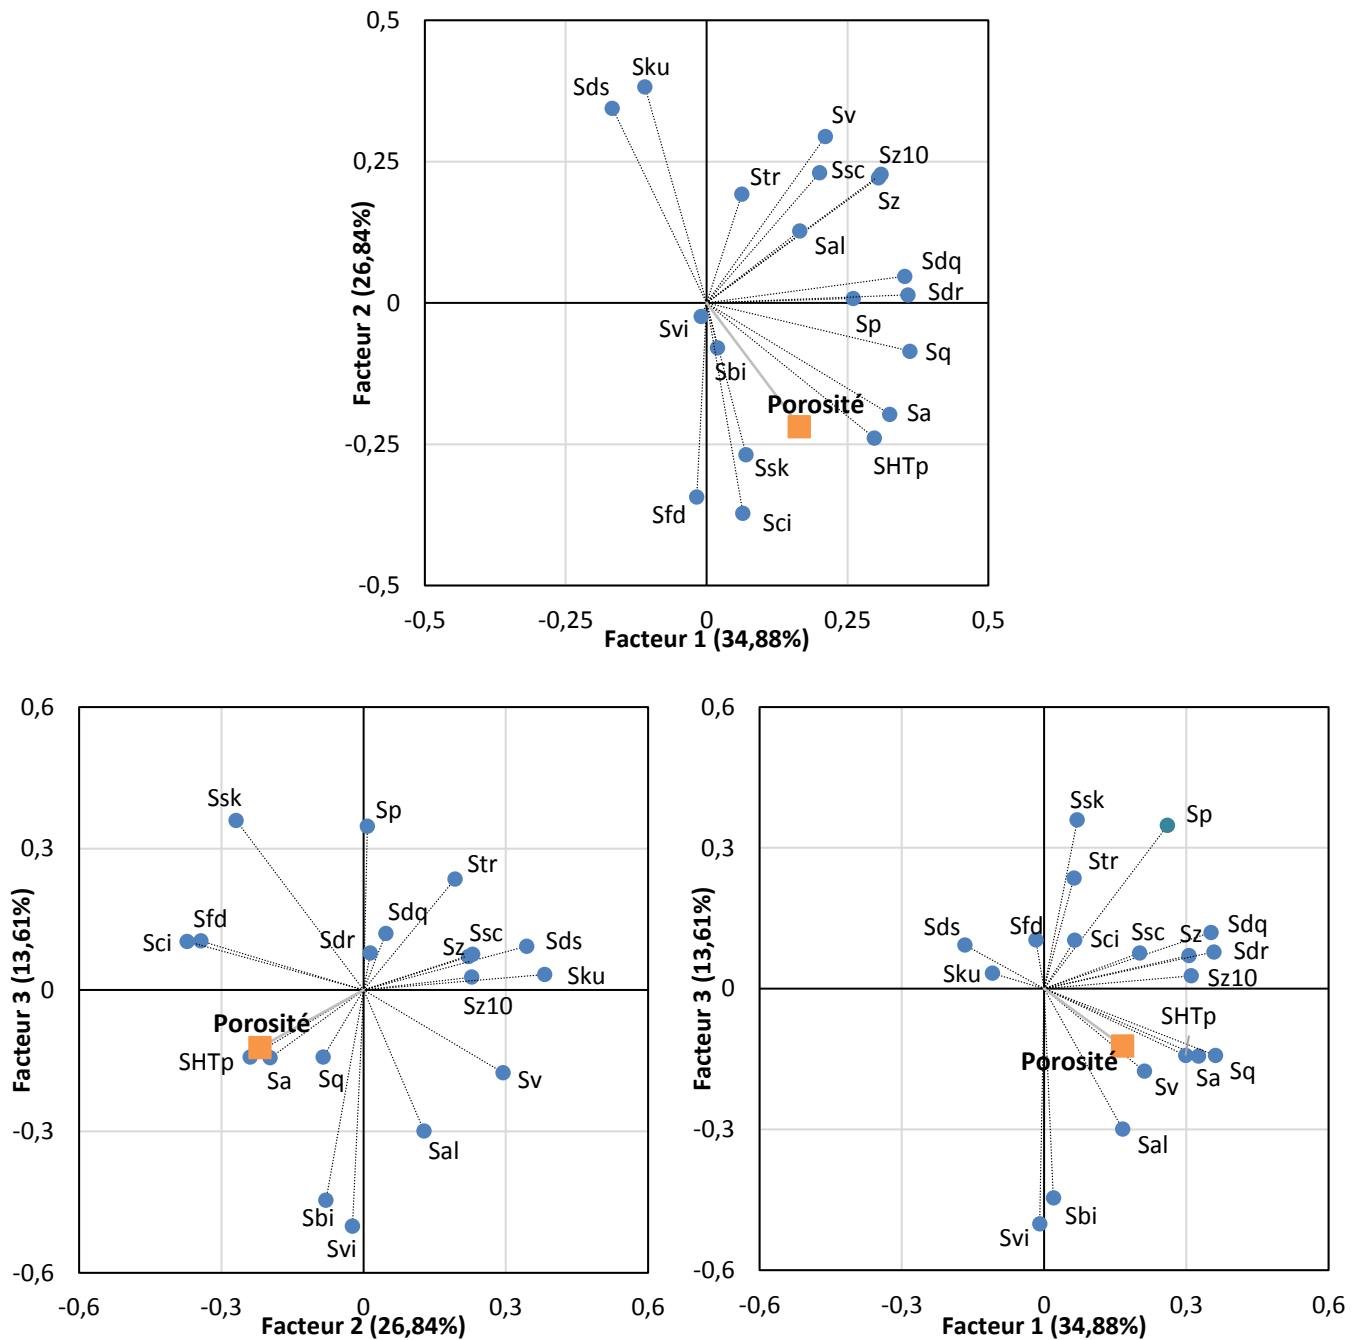 0,5
Sku
Sds
Sv
Sz10
0,25
Str
Ssc
Sz
Sal
Sdq
Sdr
0
Svi
Sp
Sq
Sbi
Porosité
Sa
-0,25
Ssk
SHTp
Sfd
Sci
-0,5
-0,5
-0,25
0
0,25
0,5
Facteur 2 (26,84%)
Facteur 1 (34,88%)
0,6
Ssk
Sp
0,3
Str
Sfd
Sdq
Sci
Sdr
Ssc
Sz
Sds
Sku
0
Sz10
Porosité
SHTp
Sa
Sq
Sv
-0,3
Sal
Sbi
Svi
-0,6
-0,6
-0,3
0
0,3
0,6
Facteur 3 (13,61%)
Facteur 2 (26,84%)
0,6
Ssk
Sp
0,3
Str
Sds
Sfd
Sci
Ssc
Sz
Sdq
Sdr
Sku
Sz10
0
SHTp
Porosité
Sv
Sa
Sq
-0,3
Sal
Sbi
Svi
-0,6
-0,6
-0,3
0
0,3
0,6
Facteur 3 (13,61%)
Facteur 1 (34,88%)